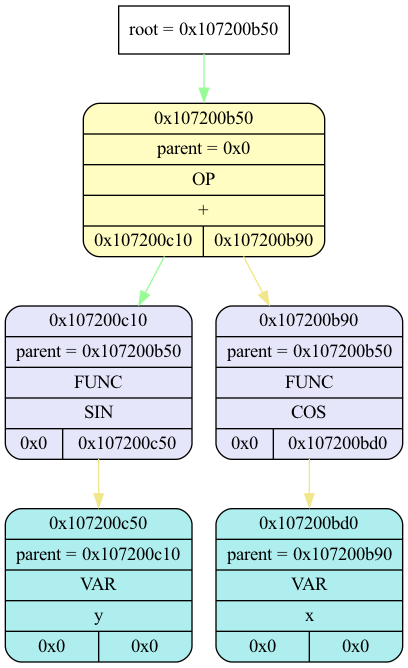 root = 0x107200b50
0x107200b50
parent = 0x0
OP
+
0x107200c10 0x107200b90
0x107200c10
parent = 0x107200b50
FUNC
SIN
0x0 0x107200c50
0x107200b90
parent = 0x107200b50
FUNC
COS
0x0 0x107200bd0
0x107200c50
parent = 0x107200c10
VAR
y
0x0 0x0
0x107200bd0
parent = 0x107200b90
VAR
x
0x0 0x0